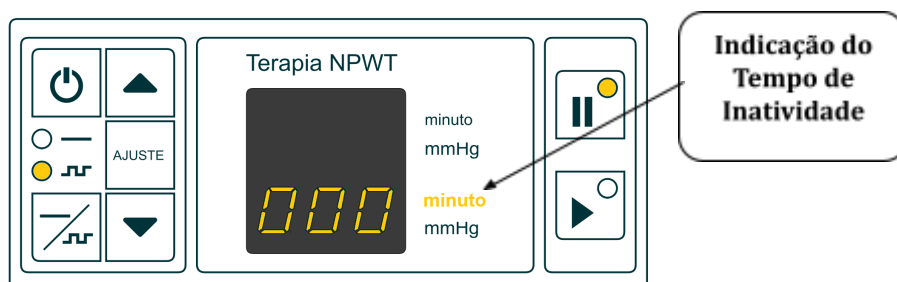 Terapia NPWT
AJUSTE
minuto
mmHg
000
minuto
mmHg
Indicação do
Tempo de
Inatividade